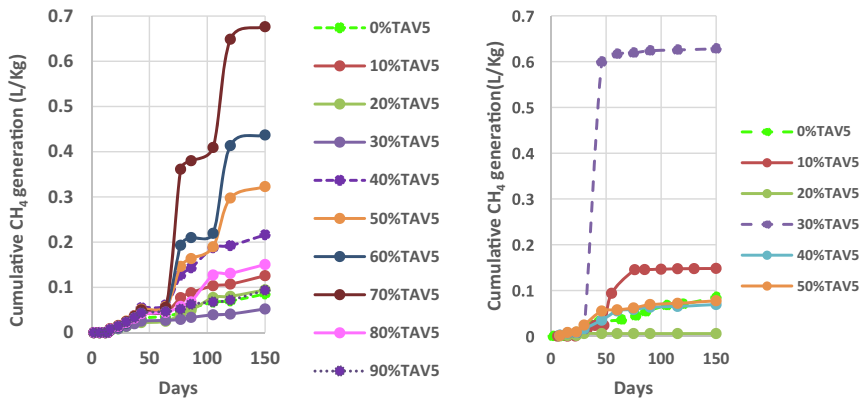 Cumulative CH4 generation (L/Kg)
0.7
0.6
0.5
0.4
0.3
0.2
0.1
0
0 50 100 150
Days
0%TAV5
10%TAV5
20%TAV5
30%TAV5
40%TAV5
50%TAV5
60%TAV5
70%TAV5
80%TAV5
90%TAV5
Cumulative CH4 generation(L/Kg)
0.7
0.6
0.5
0.4
0.3
0.2
0.1
0
0 50 100 150
Days
0%TAV5
10%TAV5
20%TAV5
30%TAV5
40%TAV5
50%TAV5